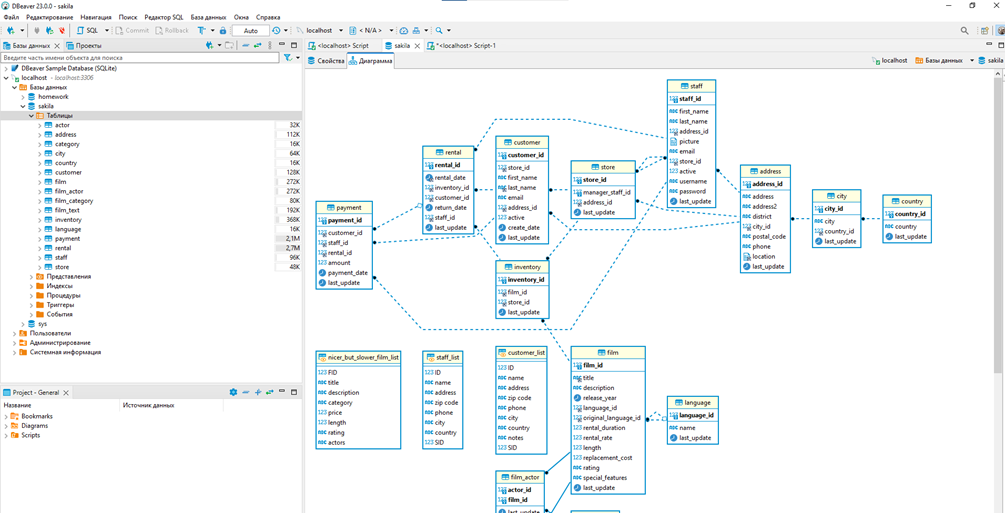 DBeaver 23.0.0 - sakila
Файл Редактирование Навигация Поиск Редактор SQL База данных Окна Справка
SQL Commit Rollback T Auto localhost < N/A >
Базы данных Проекты
<localhost> Script sakila *<localhost> Script-1
Введите часть имени объекта для поиска
Свойства Диаграмма localhost Базы данных sakila
DBeaver Sample Database (SQLite)
localhost - localhost:3306
Базы данных
homework
sakila
Таблицы
actor 32K
address 112K
category 16K
city 64K
country 16K
customer 128K
film 272K
film_actor 272K
film_category 80K
film_text 192K
inventory 368K
language 16K
payment 2,1M
rental 2,7M
staff 96K
store 48K
Представления
Индексы
Процедуры
Триггеры
События
sys
Пользователи
Администрирование
Системная информация
Project - General
Название Источник данных
Bookmarks
Diagrams
Scripts
payment
payment_id
customer_id
staff_id
rental_id
amount
payment_date
last_update
rental
rental_id
rental_date
inventory_id
customer_id
return_date
staff_id
last_update
customer
customer_id
store_id
first_name
last_name
email
address_id
active
create_date
last_update
store
store_id
manager_staff_id
address_id
last_update
staff
staff_id
first_name
last_name
address_id
picture
email
store_id
active
username
password
last_update
address
address_id
address
address2
district
city_id
postal_code
phone
location
last_update
city
city_id
city
country_id
last_update
country
country_id
country
last_update
inventory
inventory_id
film_id
store_id
last_update
nicer_but_slower_film_list
FID
title
description
category
price
length
rating
actors
staff_list
ID
name
address
zip code
phone
city
country
SID
customer_list
ID
name
address
zip code
phone
city
country
notes
SID
film
film_id
title
description
release_year
language_id
original_language_id
rental_duration
rental_rate
length
replacement_cost
rating
special_features
last_update
language
language_id
name
last_update
film_actor
actor_id
film_id
last_update